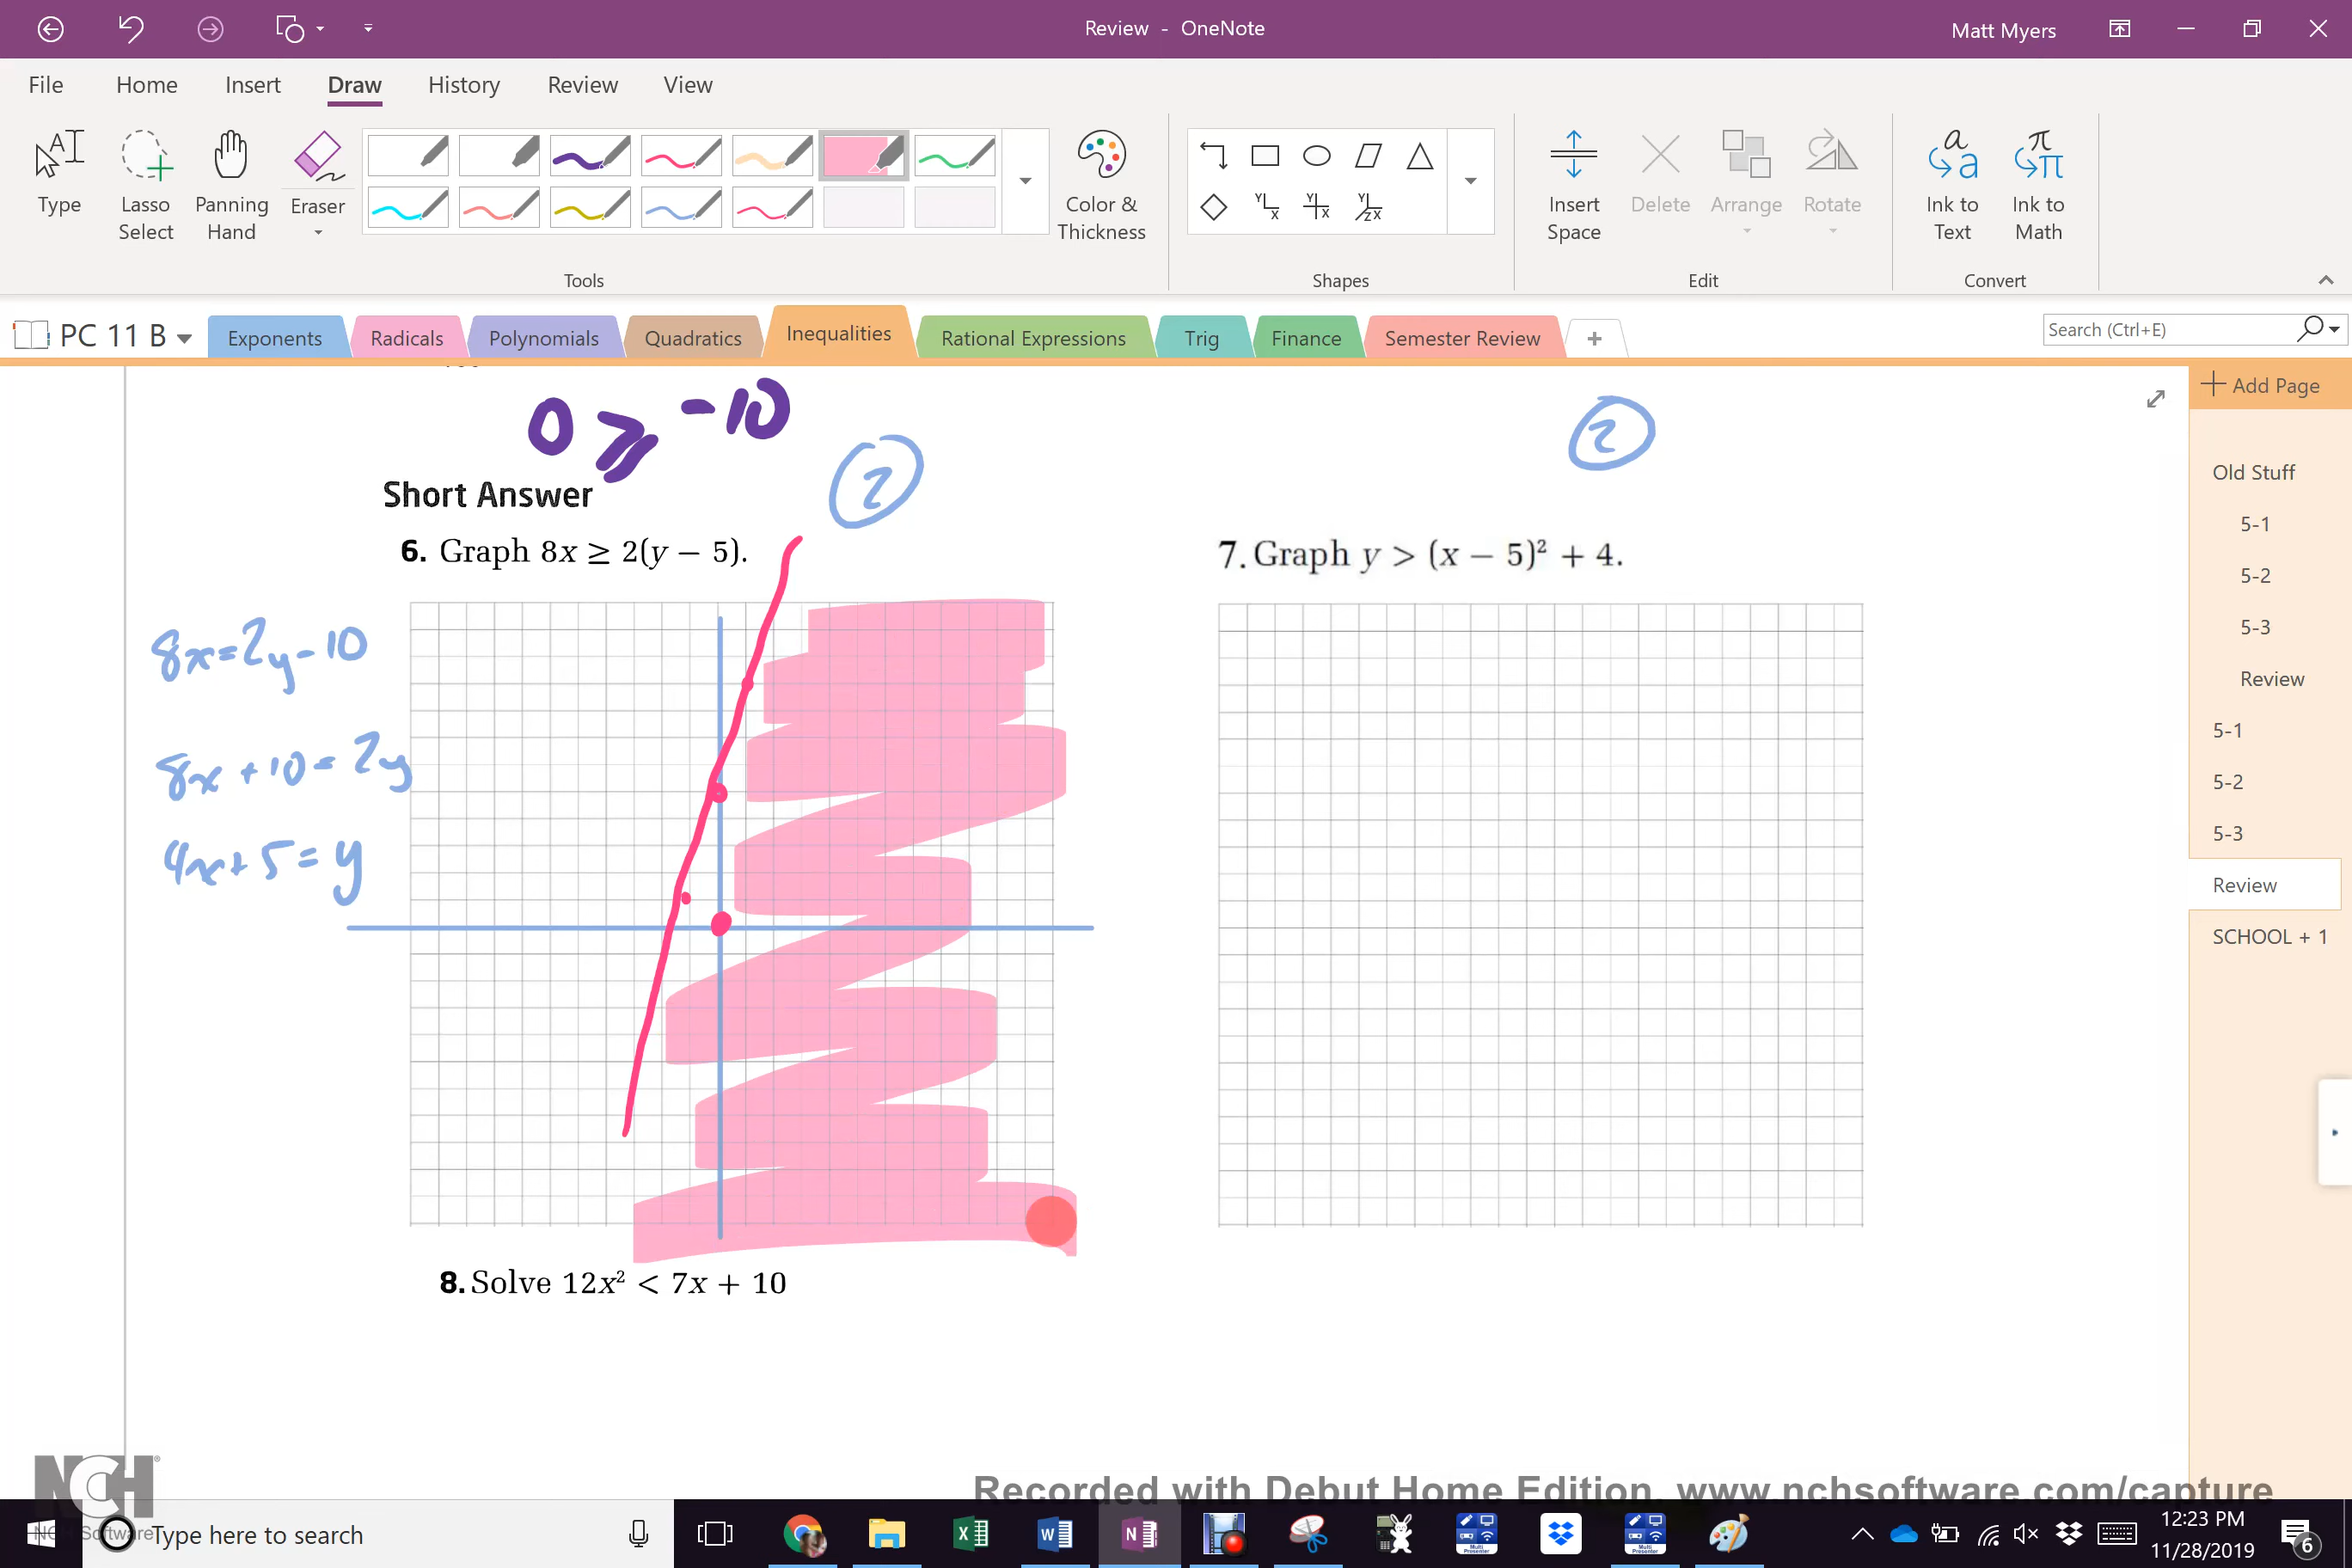 Review - OneNote
Matt Myers
File Home Insert Draw History Review View
Type
Lasso Select
Panning Hand
Eraser
Color & Thickness
Insert Space
Delete
Arrange
Rotate
Ink to Text
Ink to Math
Tools
Shapes
Edit
Convert
PC 11 B
Exponents Radicals Polynomials Quadratics Inequalities Rational Expressions Trig Finance Semester Review
Search (Ctrl+E)
Add Page
Old Stuff
5-1
5-2
5-3
Review
5-1
5-2
5-3
Review
SCHOOL + 1
0 ≥ -10
2
2
Short Answer
6. Graph 8x ≥ 2(y − 5).
7. Graph y > (x − 5)² + 4.
8x=2y-10
8x+10=2y
4x+5=y
8. Solve 12x² < 7x + 10
NCH
NCH Software
Recorded with Debut Home Edition. www.nchsoftware.com/capture
Type here to search
12:23 PM
11/28/2019
6